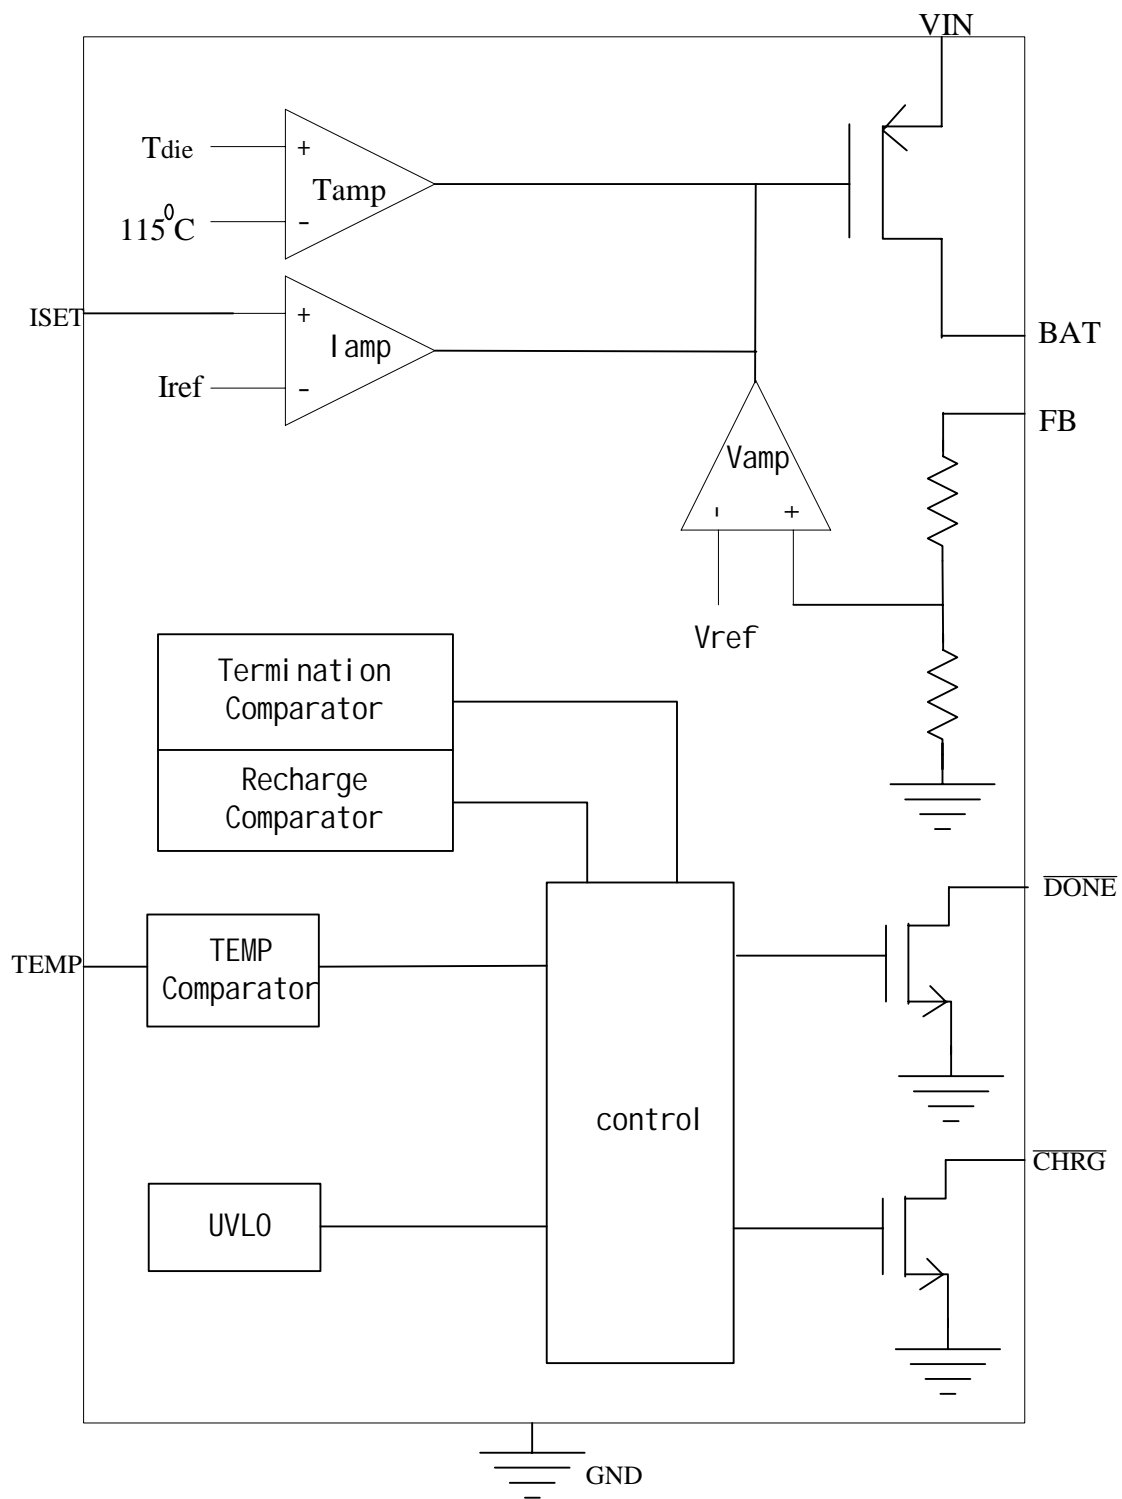 VIN
Tdie
+
Tamp
115⁰C
-
ISET
+
Iamp
Iref
-
BAT
FB
Vamp
- +
Vref
Termination
Comparator
Recharge
Comparator
DONE
TEMP
TEMP
Comparator
control
CHRG
UVLO
GND